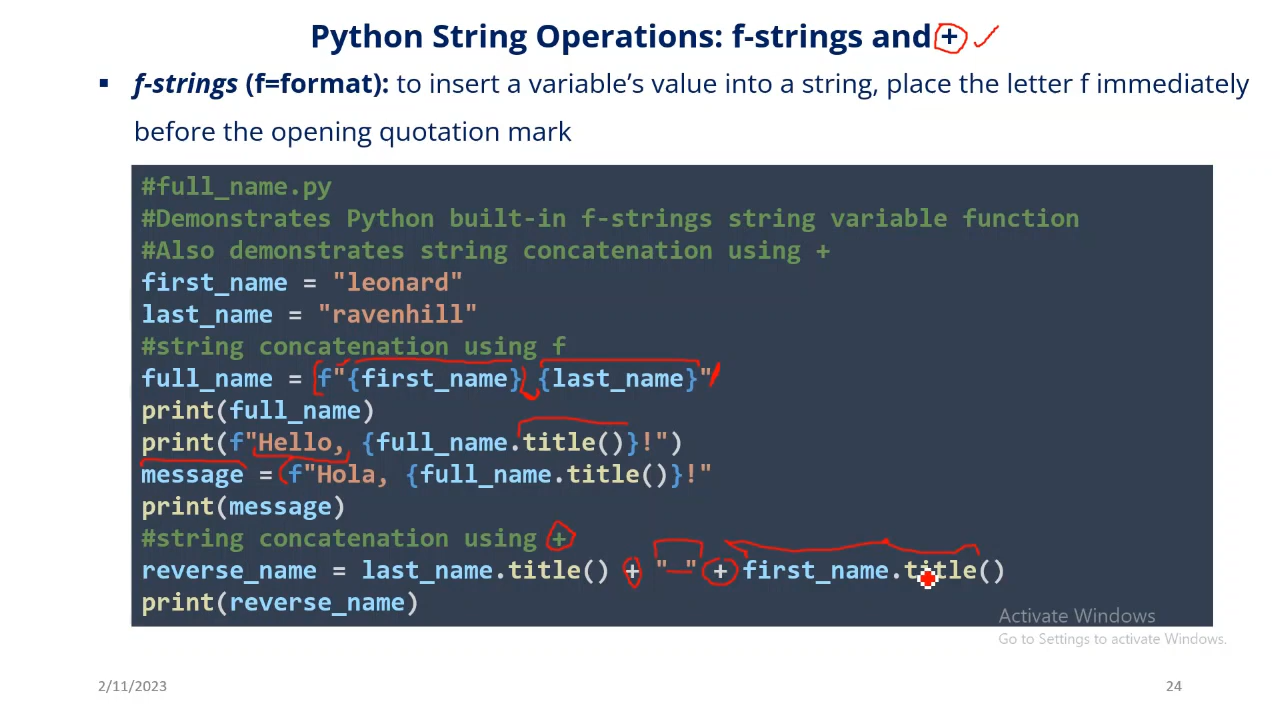 Python String Operations: f-strings and +
▪ f-strings (f=format): to insert a variable's value into a string, place the letter f immediately
before the opening quotation mark
#full_name.py
#Demonstrates Python built-in f-strings string variable function
#Also demonstrates string concatenation using +
first_name = "leonard"
last_name = "ravenhill"
#string concatenation using f
full_name = f"{first_name} {last_name}"
print(full_name)
print(f"Hello, {full_name.title()}!")
message = f"Hola, {full_name.title()}!"
print(message)
#string concatenation using +
reverse_name = last_name.title() + " " + first_name.title()
print(reverse_name)
Activate Windows
Go to Settings to activate Windows.
2/11/2023
24